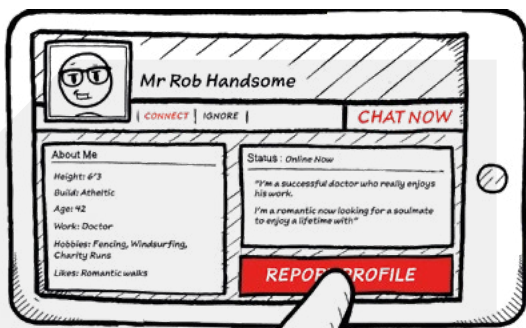 Mr Rob Handsome
CONNECT | IGNORE |
CHAT NOW
About Me
Height: 6'3
Build: Atheltic
Age: 42
Work: Doctor
Hobbies: Fencing, Windsurfing,
Charity Runs
Likes: Romantic walks
Status : Online Now
"I'm a successful doctor who really enjoys
his work.
I'm a romantic now looking for a soulmate
to enjoy a lifetime with"
REPORT PROFILE